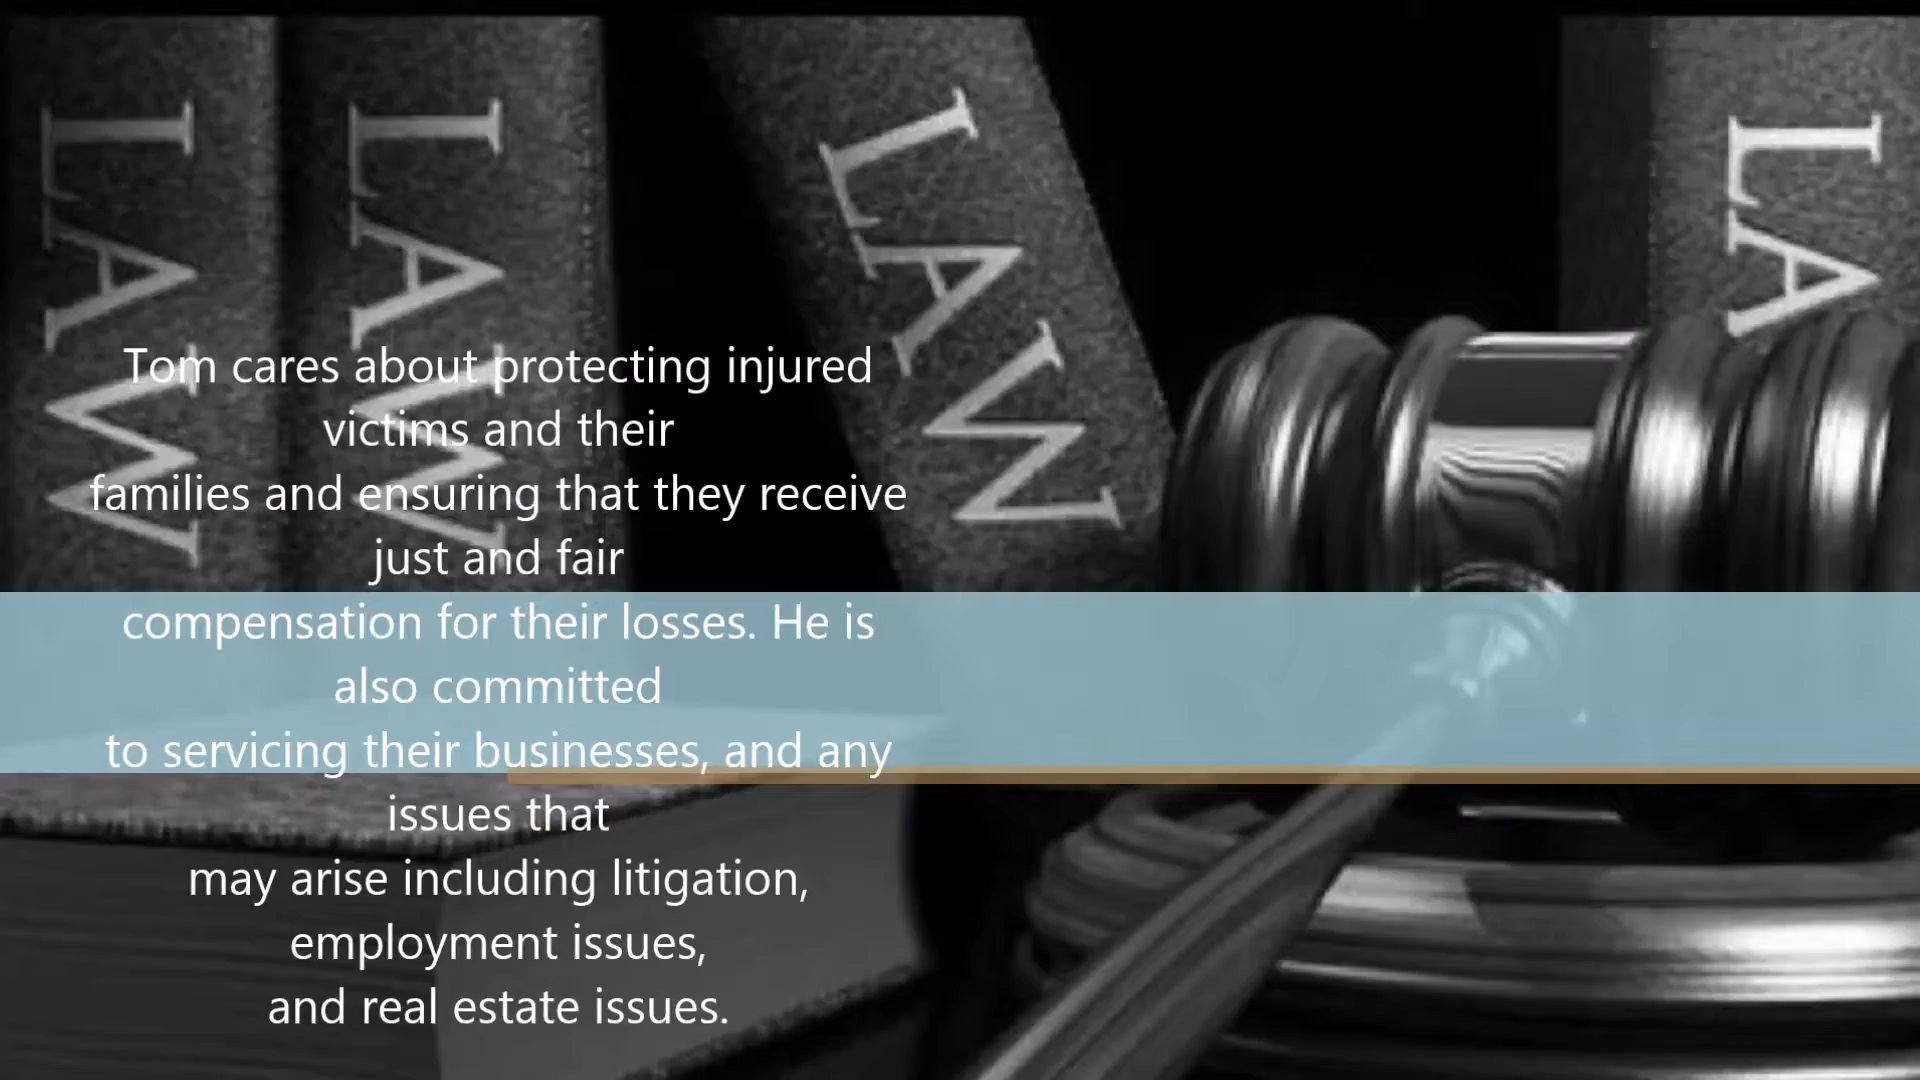 LAW
LAW
LAW
LA
Tom cares about protecting injured
victims and their
families and ensuring that they receive
just and fair
compensation for their losses. He is
also committed
to servicing their businesses, and any
issues that
may arise including litigation,
employment issues,
and real estate issues.